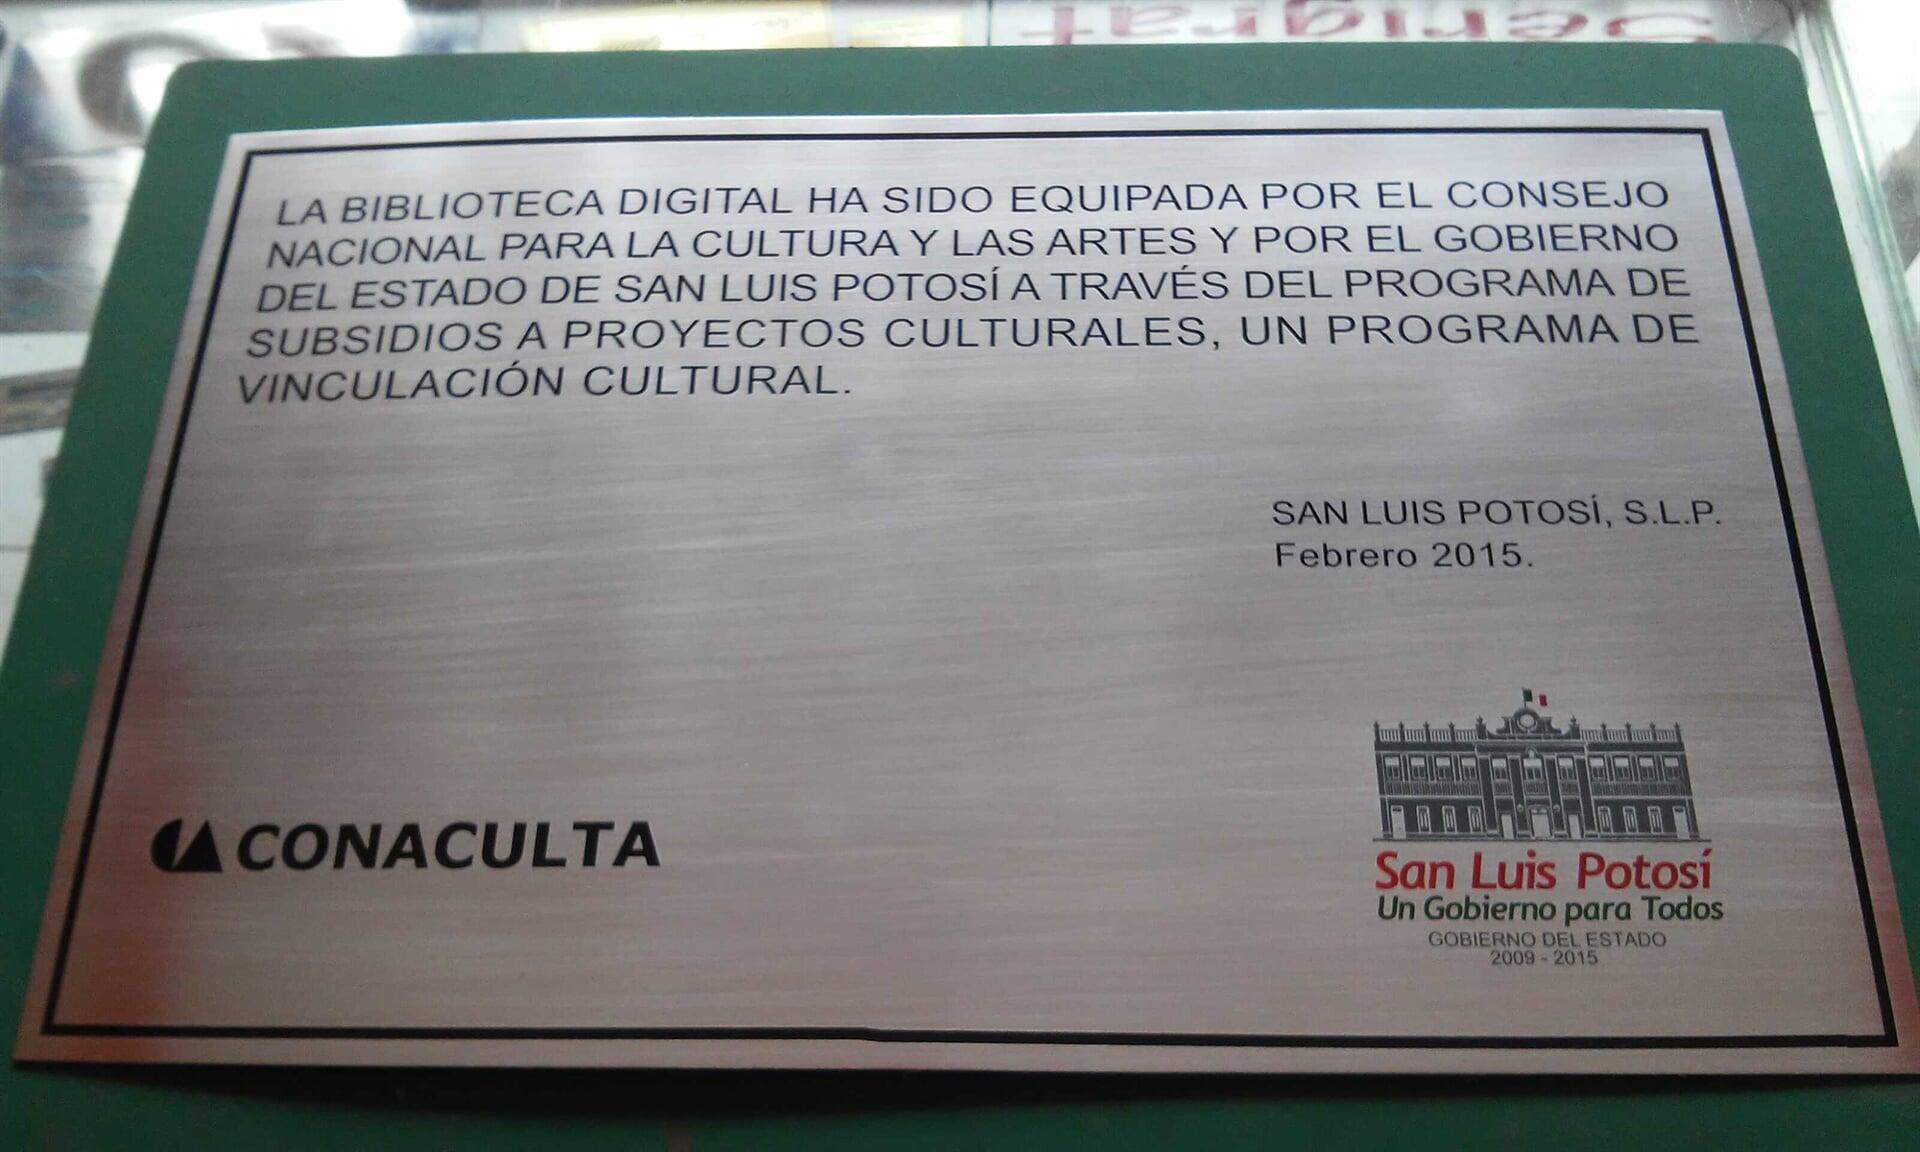 LA BIBLIOTECA DIGITAL HA SIDO EQUIPADA POR EL CONSEJO
NACIONAL PARA LA CULTURA Y LAS ARTES Y POR EL GOBIERNO
DEL ESTADO DE SAN LUIS POTOSÍ A TRAVÉS DEL PROGRAMA DE
SUBSIDIOS A PROYECTOS CULTURALES, UN PROGRAMA DE
VINCULACIÓN CULTURAL.
SAN LUIS POTOSÍ, S.L.P.
Febrero 2015.
CONACULTA
San Luis Potosí
Un Gobierno para Todos
GOBIERNO DEL ESTADO
2009 - 2015